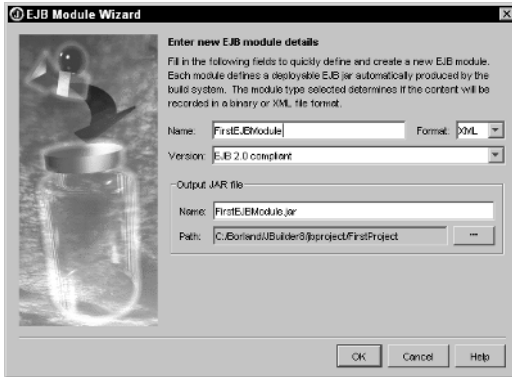 EJB Module Wizard
Enter new EJB module details
Fill in the following fields to quickly define and create a new EJB module.
Each module defines a deployable EJB jar automatically produced by the
build system. The module type selected determines if the content will be
recorded in a binary or XML file format.
Name: FirstEJBModule Format: XML
Version: EJB 2.0 compliant
Output JAR file
Name: FirstEJBModule.jar
Path: C:/Borland/JBuilder8/jbproject/FirstProject ...
OK Cancel Help